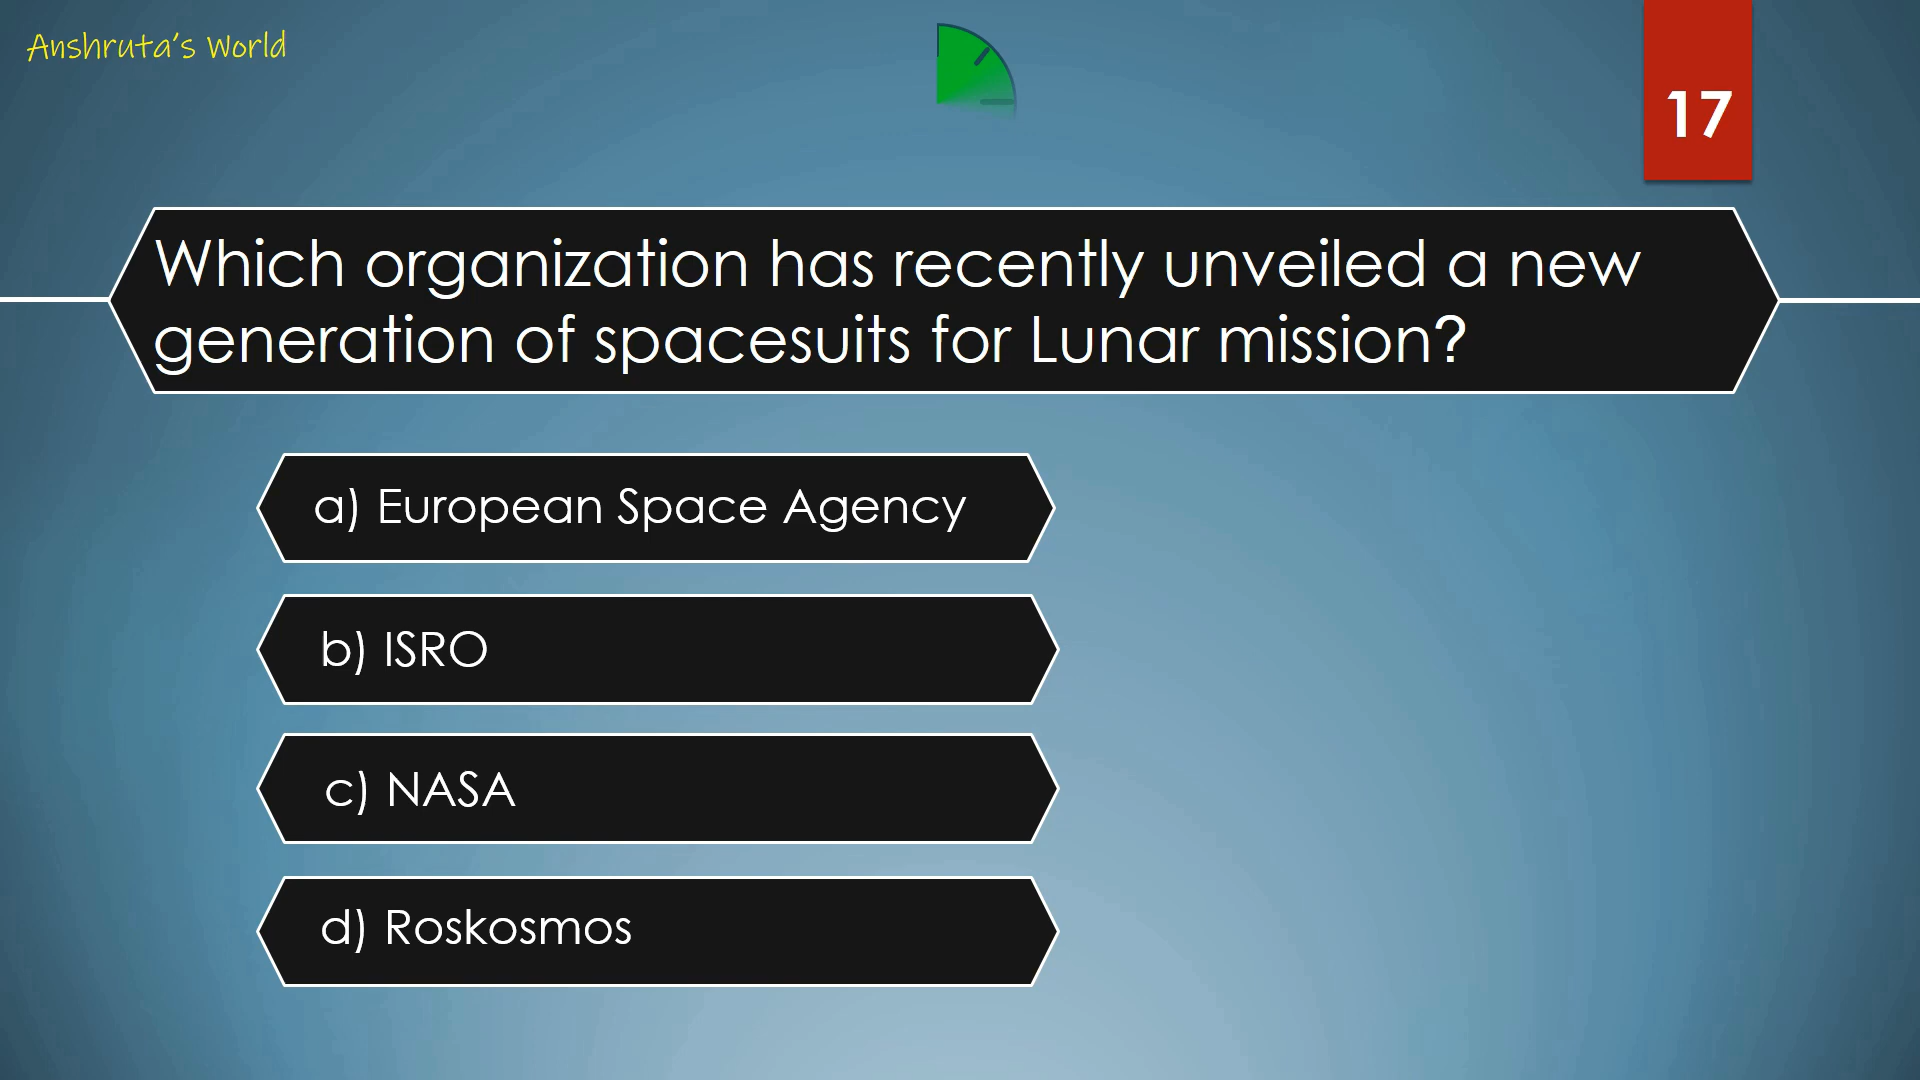 Anshruta's World
17
Which organization has recently unveiled a new
generation of spacesuits for Lunar mission?
a) European Space Agency
b) ISRO
c) NASA
d) Roskosmos